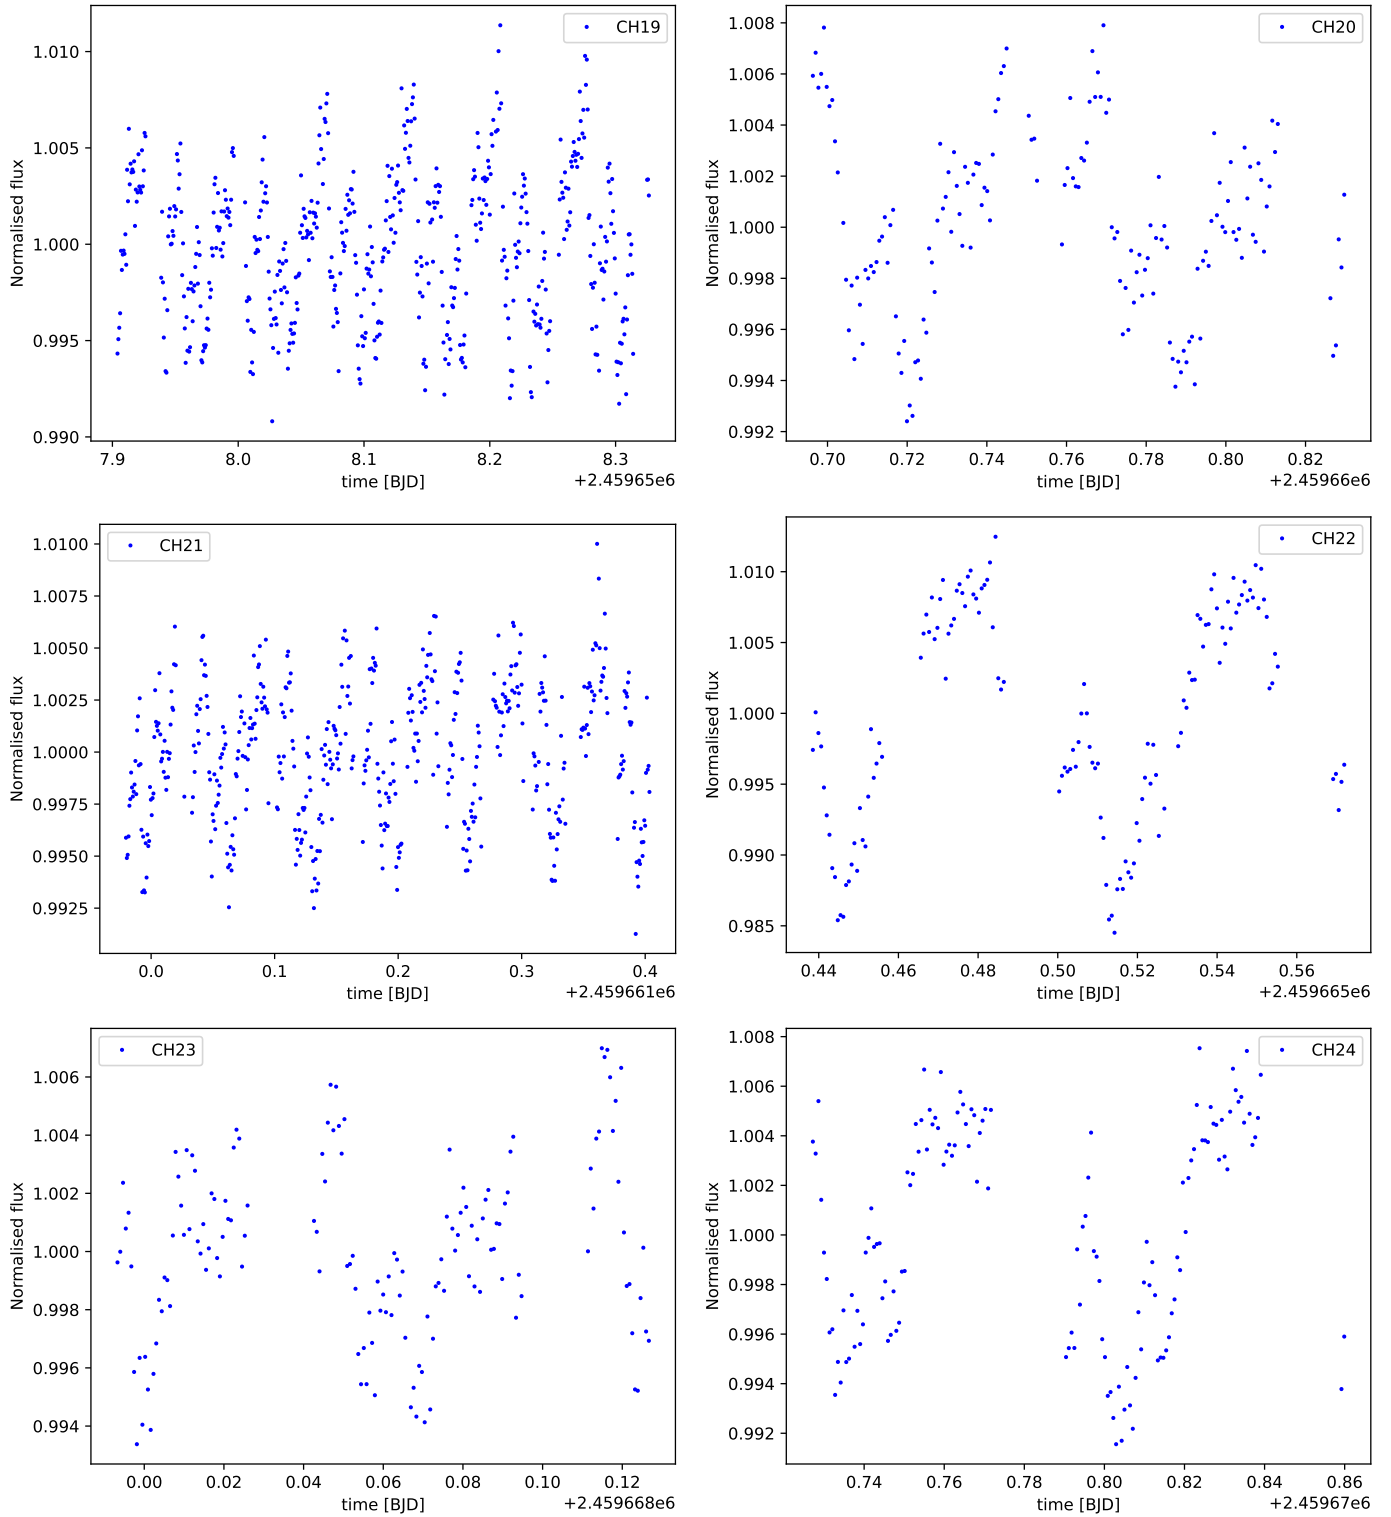 CH19
Normalised flux
1.010
1.005
1.000
0.995
0.990
7.9 8.0 8.1 8.2 8.3
time [BJD]
+2.45965e6
CH20
Normalised flux
1.008
1.006
1.004
1.002
1.000
0.998
0.996
0.994
0.992
0.70 0.72 0.74 0.76 0.78 0.80 0.82
time [BJD]
+2.45966e6
CH21
Normalised flux
1.0100
1.0075
1.0050
1.0025
1.0000
0.9975
0.9950
0.9925
0.0 0.1 0.2 0.3 0.4
time [BJD]
+2.459661e6
CH22
Normalised flux
1.010
1.005
1.000
0.995
0.990
0.985
0.44 0.46 0.48 0.50 0.52 0.54 0.56
time [BJD]
+2.459665e6
CH23
Normalised flux
1.006
1.004
1.002
1.000
0.998
0.996
0.994
0.00 0.02 0.04 0.06 0.08 0.10 0.12
time [BJD]
+2.459668e6
CH24
Normalised flux
1.008
1.006
1.004
1.002
1.000
0.998
0.996
0.994
0.992
0.74 0.76 0.78 0.80 0.82 0.84 0.86
time [BJD]
+2.45967e6